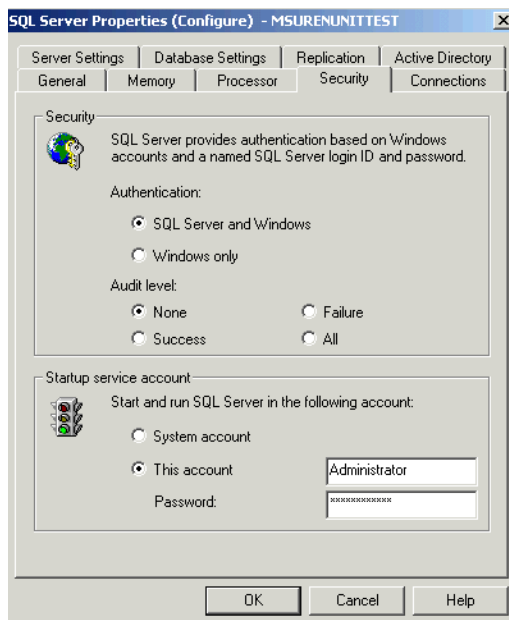 SQL Server Properties (Configure) - MSURENUNITTEST
Server Settings
Database Settings
Replication
Active Directory
General
Memory
Processor
Security
Connections
Security
SQL Server provides authentication based on Windows
accounts and a named SQL Server login ID and password.
Authentication:
SQL Server and Windows
Windows only
Audit level:
None
Failure
Success
All
Startup service account
Start and run SQL Server in the following account:
System account
This account
Administrator
Password:
************
OK
Cancel
Help